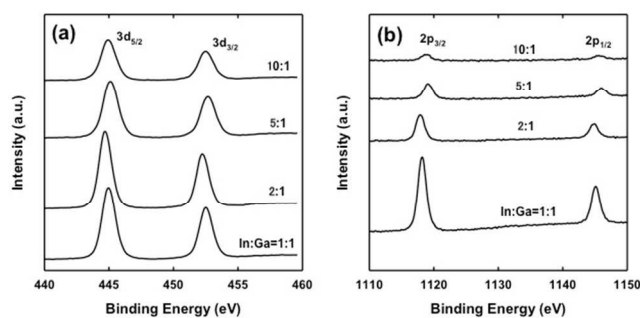 (a)
3d5/2
3d3/2
10:1
5:1
2:1
In:Ga=1:1
Intensity (a.u.)
440 445 450 455 460
Binding Energy (eV)
(b)
2p3/2
2p1/2
10:1
5:1
2:1
In:Ga=1:1
Intensity (a.u.)
1110 1120 1130 1140 1150
Binding Energy (eV)